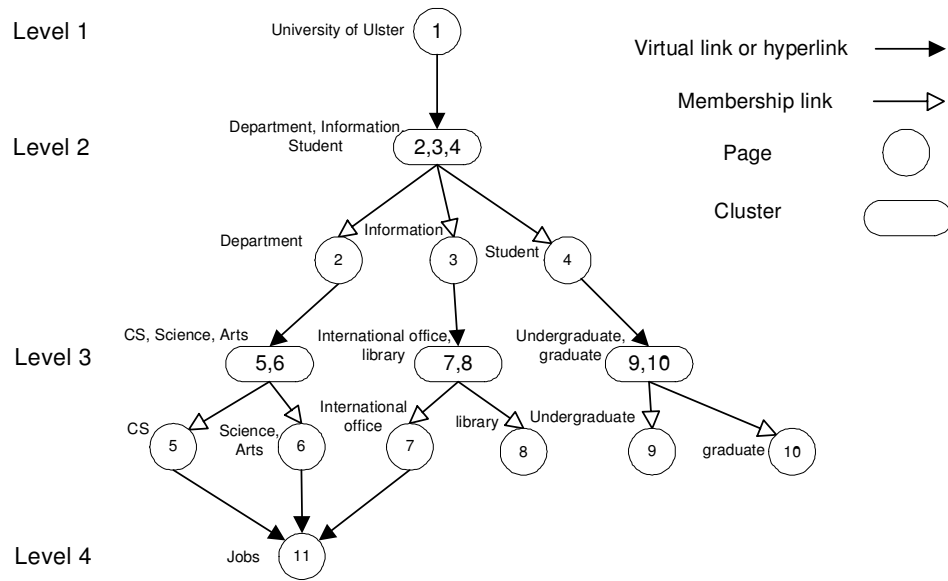 Level 1
University of Ulster
1
Virtual link or hyperlink
Membership link
Level 2
Department, Information,
Student
2,3,4
Page
Cluster
Department
2
Information
3
Student
4
Level 3
CS, Science, Arts
5,6
International office,
library
7,8
Undergraduate,
graduate
9,10
CS
5
Science,
Arts
6
International
office
7
library
8
Undergraduate
9
graduate
10
Level 4
Jobs
11